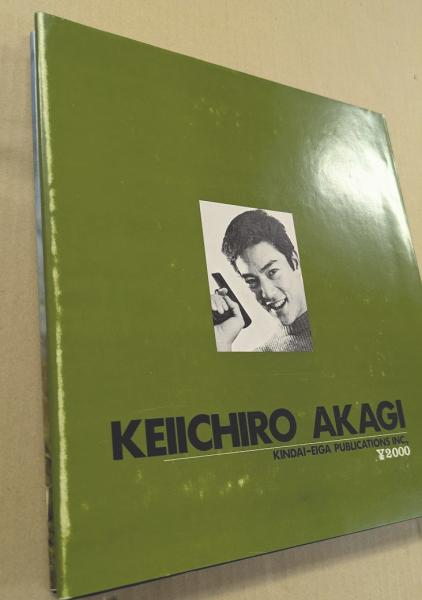 KEIICHIRO AKAGI
KINDAI-EIGA PUBLICATIONS INC.,
¥2000